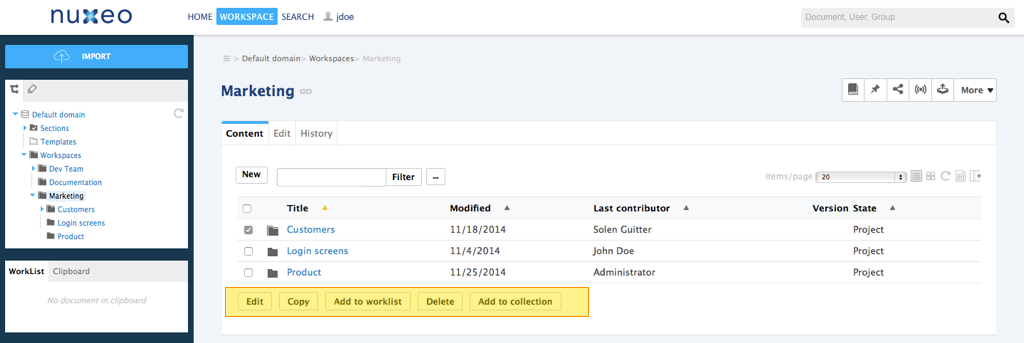 nuxeo HOME WORKSPACE SEARCH jdoe Document, User, Group
IMPORT
Default domain
Sections
Templates
Workspaces
Dev Team
Documentation
Marketing
Customers
Login screens
Product
WorkList Clipboard
No document in clipboard
> Default domain> Workspaces> Marketing
Marketing More
Content Edit History
New Filter ... Items/page 20
Title Modified Last contributor Version State
Customers 11/18/2014 Solen Guitter Project
Login screens 11/4/2014 John Doe Project
Product 11/25/2014 Administrator Project
Edit Copy Add to worklist Delete Add to collection